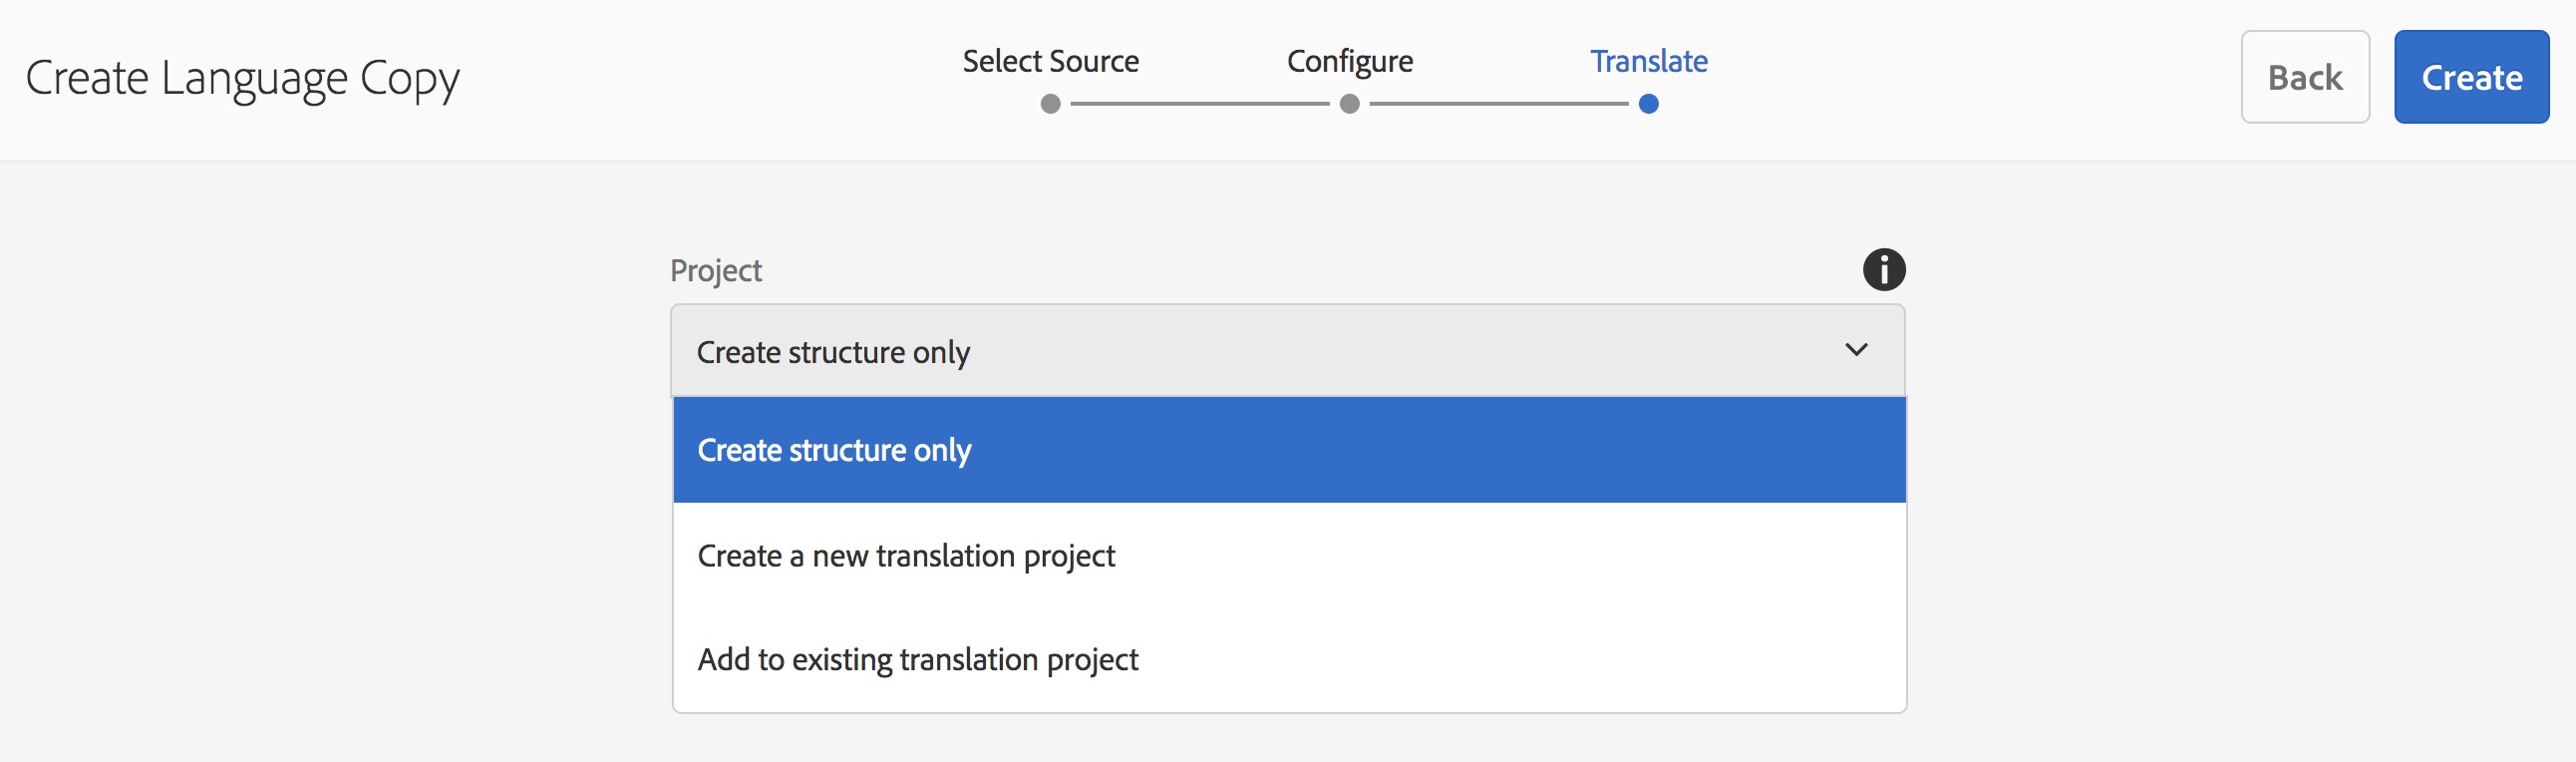 Create Language Copy
Select Source
Configure
Translate
Back
Create
Project
Create structure only
Create structure only
Create a new translation project
Add to existing translation project